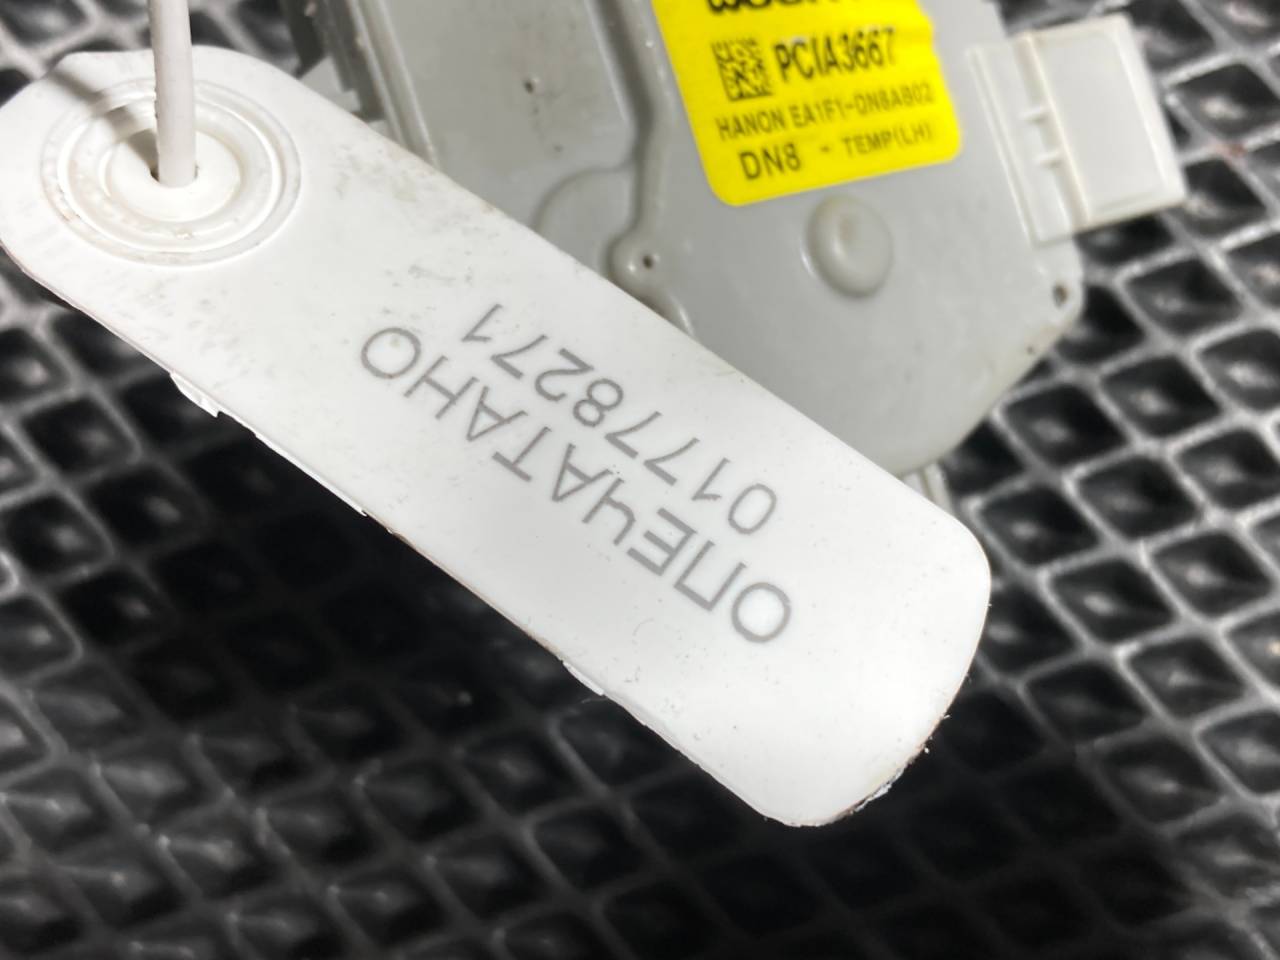 PCIA3667
HANON EA1F1-DN8AB02
DN8 - TEMP(LH)
ОПЕЧАТАНО
01778271